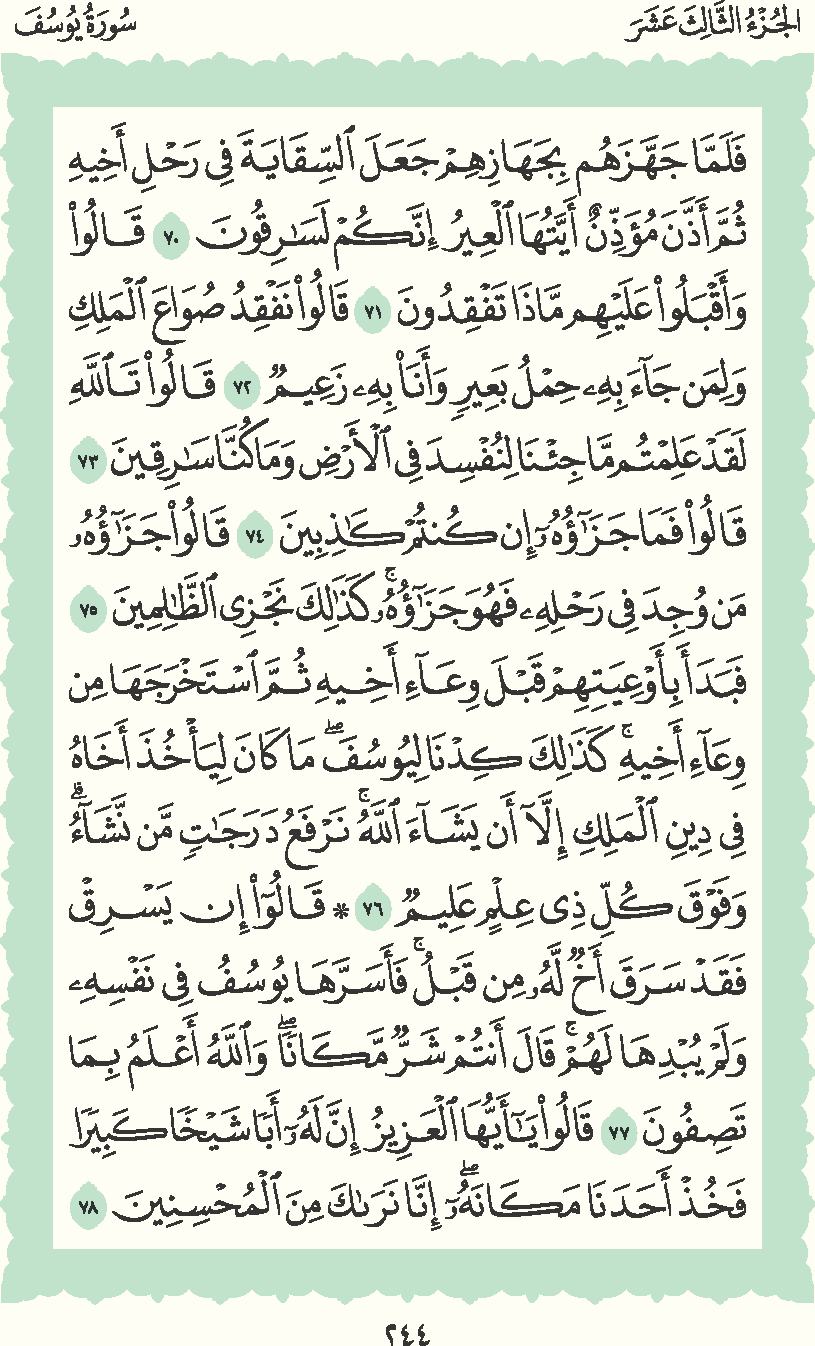 الجُزْءُ الثَّالِثَ عَشَرَ
سُورَةُ يُوسُفَ
فَلَمَّا جَهَّزَهُم بِجَهَازِهِمْ جَعَلَ ٱلسِّقَايَةَ فِى رَحْلِ أَخِيهِ
ثُمَّ أَذَّنَ مُؤَذِّنٌ أَيَّتُهَا ٱلْعِيرُ إِنَّكُمْ لَسَٰرِقُونَ ٧٠ قَالُوا۟
وَأَقْبَلُوا۟ عَلَيْهِم مَّاذَا تَفْقِدُونَ ٧١ قَالُوا۟ نَفْقِدُ صُوَاعَ ٱلْمَلِكِ
وَلِمَن جَآءَ بِهِۦ حِمْلُ بَعِيرٍ وَأَنَا۠ بِهِۦ زَعِيمٌ ٧٢ قَالُوا۟ تَٱللَّهِ
لَقَدْ عَلِمْتُم مَّا جِئْنَا لِنُفْسِدَ فِى ٱلْأَرْضِ وَمَا كُنَّا سَٰرِقِينَ ٧٣
قَالُوا۟ فَمَا جَزَٰٓؤُهُۥٓ إِن كُنتُمْ كَٰذِبِينَ ٧٤ قَالُوا۟ جَزَٰٓؤُهُۥ
مَن وُجِدَ فِى رَحْلِهِۦ فَهُوَ جَزَٰٓؤُهُۥۚ كَذَٰلِكَ نَجْزِى ٱلظَّٰلِمِينَ ٧٥
فَبَدَأَ بِأَوْعِيَتِهِمْ قَبْلَ وِعَآءِ أَخِيهِ ثُمَّ ٱسْتَخْرَجَهَا مِن
وِعَآءِ أَخِيهِۚ كَذَٰلِكَ كِدْنَا لِيُوسُفَۖ مَا كَانَ لِيَأْخُذَ أَخَاهُ
فِى دِينِ ٱلْمَلِكِ إِلَّآ أَن يَشَآءَ ٱللَّهُۚ نَرْفَعُ دَرَجَٰتٍ مَّن نَّشَآءُۗ
وَفَوْقَ كُلِّ ذِى عِلْمٍ عَلِيمٌ ٧٦ ۞ قَالُوٓا۟ إِن يَسْرِقْ
فَقَدْ سَرَقَ أَخٌ لَّهُۥ مِن قَبْلُۚ فَأَسَرَّهَا يُوسُفُ فِى نَفْسِهِۦ
وَلَمْ يُبْدِهَا لَهُمْۚ قَالَ أَنتُمْ شَرٌّ مَّكَانًاۖ وَٱللَّهُ أَعْلَمُ بِمَا
تَصِفُونَ ٧٧ قَالُوا۟ يَٰٓأَيُّهَا ٱلْعَزِيزُ إِنَّ لَهُۥٓ أَبًا شَيْخًا كَبِيرًا
فَخُذْ أَحَدَنَا مَكَانَهُۥٓۖ إِنَّا نَرَىٰكَ مِنَ ٱلْمُحْسِنِينَ ٧٨
٢٤٤